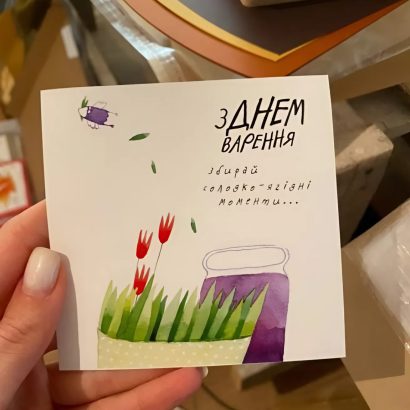 З ДНЕМ
ВАРЕННЯ
збирай
солодко-ягідні
моменти...